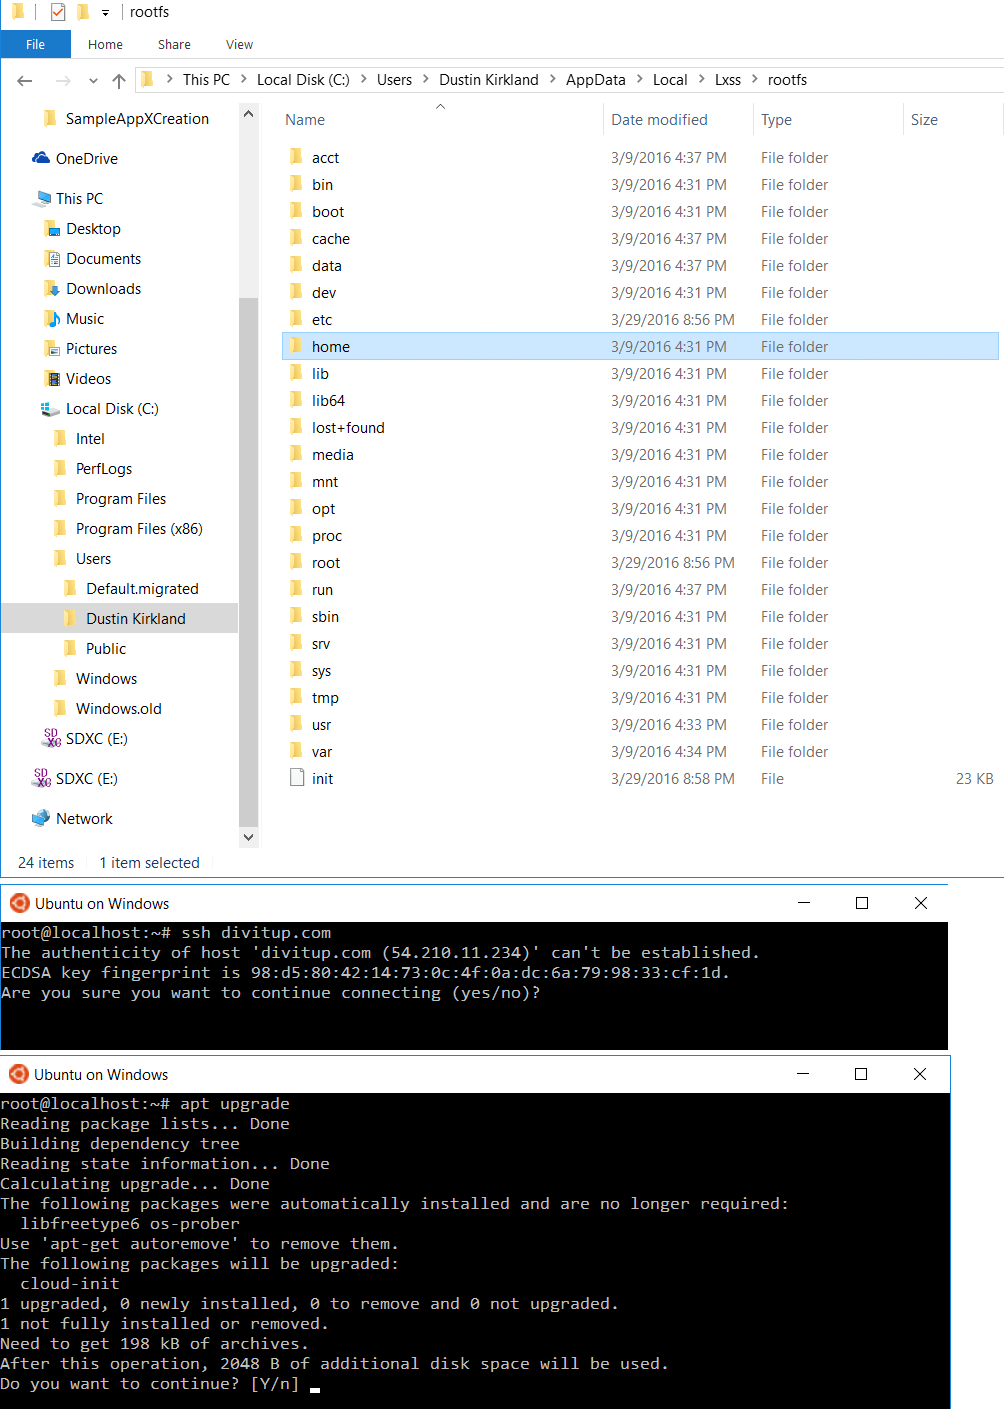 rootfs
File Home Share View
This PC Local Disk (C:) Users Dustin Kirkland AppData Local Lxss rootfs
SampleAppXCreation
OneDrive
This PC
Desktop
Documents
Downloads
Music
Pictures
Videos
Local Disk (C:)
Intel
PerfLogs
Program Files
Program Files (x86)
Users
Default.migrated
Dustin Kirkland
Public
Windows
Windows.old
SDXC (E:)
SDXC (E:)
Network
Name Date modified Type Size
acct 3/9/2016 4:37 PM File folder
bin 3/9/2016 4:31 PM File folder
boot 3/9/2016 4:31 PM File folder
cache 3/9/2016 4:37 PM File folder
data 3/9/2016 4:37 PM File folder
dev 3/9/2016 4:31 PM File folder
etc 3/29/2016 8:56 PM File folder
home 3/9/2016 4:31 PM File folder
lib 3/9/2016 4:31 PM File folder
lib64 3/9/2016 4:31 PM File folder
lost+found 3/9/2016 4:31 PM File folder
media 3/9/2016 4:31 PM File folder
mnt 3/9/2016 4:31 PM File folder
opt 3/9/2016 4:31 PM File folder
proc 3/9/2016 4:31 PM File folder
root 3/29/2016 8:56 PM File folder
run 3/9/2016 4:37 PM File folder
sbin 3/9/2016 4:31 PM File folder
srv 3/9/2016 4:31 PM File folder
sys 3/9/2016 4:31 PM File folder
tmp 3/9/2016 4:31 PM File folder
usr 3/9/2016 4:33 PM File folder
var 3/9/2016 4:34 PM File folder
init 3/29/2016 8:58 PM File 23 KB
24 items 1 item selected
Ubuntu on Windows
root@localhost:~# ssh divitup.com
The authenticity of host 'divitup.com (54.210.11.234)' can't be established.
ECDSA key fingerprint is 98:d5:80:42:14:73:0c:4f:0a:dc:6a:79:98:33:cf:1d.
Are you sure you want to continue connecting (yes/no)?
Ubuntu on Windows
root@localhost:~# apt upgrade
Reading package lists... Done
Building dependency tree
Reading state information... Done
Calculating upgrade... Done
The following packages were automatically installed and are no longer required:
libfreetype6 os-prober
Use 'apt-get autoremove' to remove them.
The following packages will be upgraded:
cloud-init
1 upgraded, 0 newly installed, 0 to remove and 0 not upgraded.
1 not fully installed or removed.
Need to get 198 kB of archives.
After this operation, 2048 B of additional disk space will be used.
Do you want to continue? [Y/n]